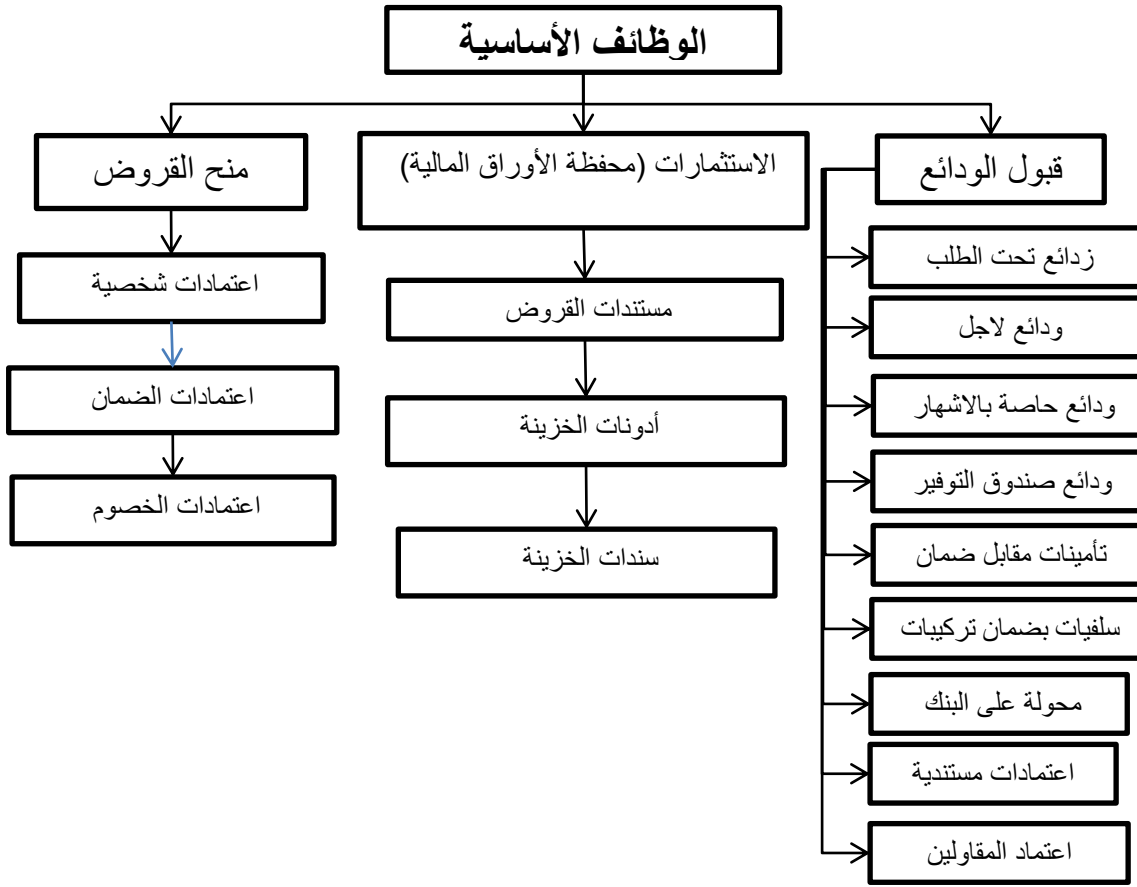 الوظائف الأساسية
قبول الودائع
الاستثمارات (محفظة الأوراق المالية)
منح القروض
زدائع تحت الطلب
ودائع لاجل
ودائع حاصة بالاشهار
ودائع صندوق التوفير
تأمينات مقابل ضمان
سلفيات بضمان تركيبات
محولة على البنك
اعتمادات مستندية
اعتماد المقاولين
مستندات القروض
أدونات الخزينة
سندات الخزينة
اعتمادات شخصية
اعتمادات الضمان
اعتمادات الخصوم